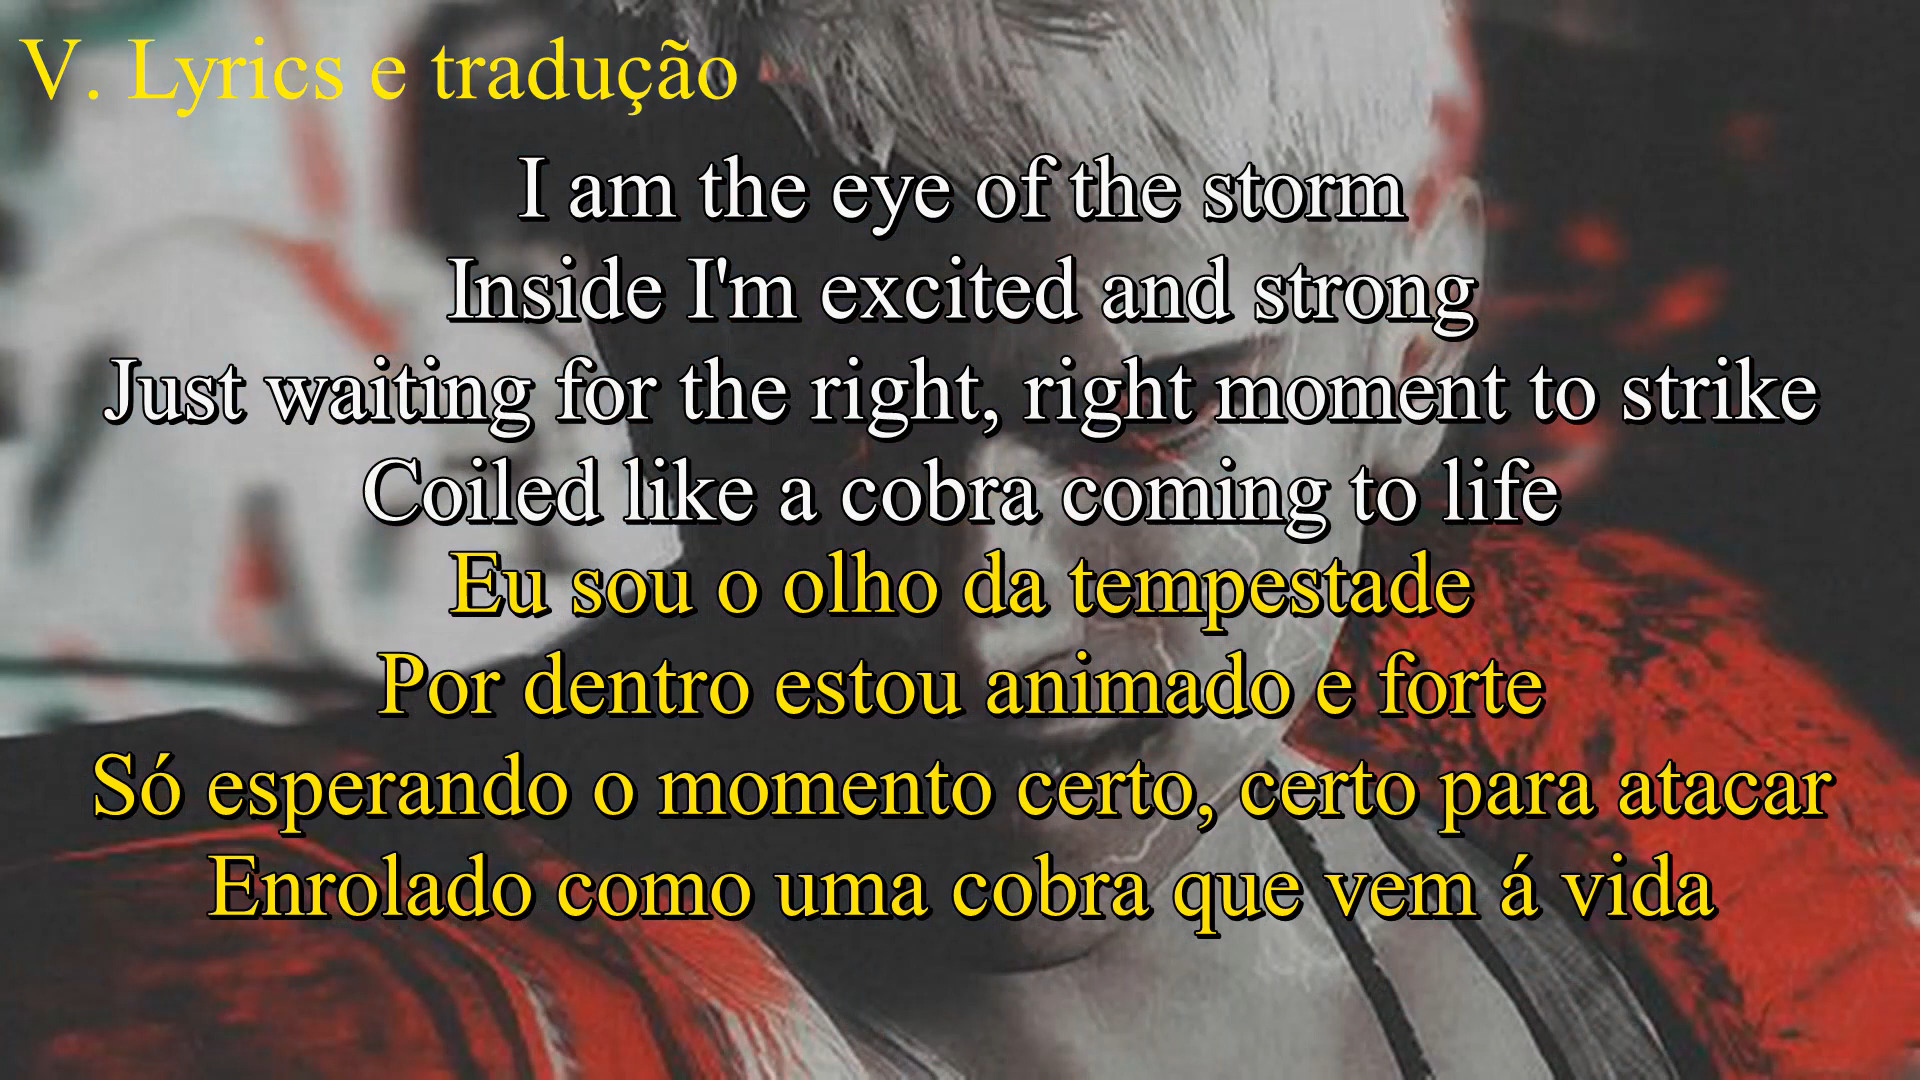 V. Lyrics e tradução
I am the eye of the storm
Inside I'm excited and strong
Just waiting for the right, right moment to strike
Coiled like a cobra coming to life
Eu sou o olho da tempestade
Por dentro estou animado e forte
Só esperando o momento certo, certo para atacar
Enrolado como uma cobra que vem á vida